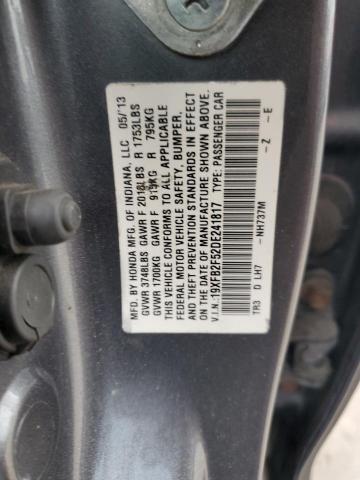 MFD. BY HONDA MFG. OF INDIANA, LLC 05/'13
GVWR 3748LBS GAWR F 2018LBS R 1753LBS
GVWR 1700KG GAWR F 915KG R 795KG
THIS VEHICLE CONFORMS TO ALL APPLICABLE
FEDERAL MOTOR VEHICLE SAFETY, BUMPER,
AND THEFT PREVENTION STANDARDS IN EFFECT
ON THE DATE OF MANUFACTURE SHOWN ABOVE.
V.I.N.:19XFB2F52DE241817 TYPE: PASSENGER CAR
TR3 D LH7 -NH737M -Z -E